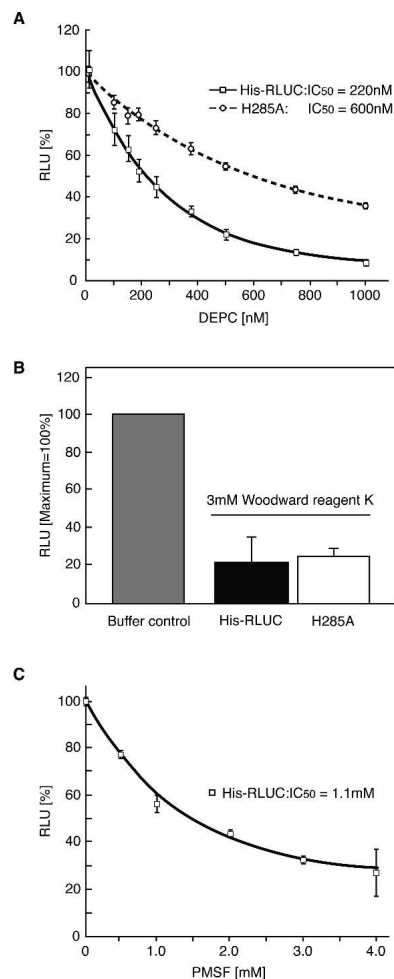 A
120
100
80
60
40
20
0
RLU [%]
His-RLUC:IC50 = 220nM
H285A: IC50 = 600nM
0 200 400 600 800 1000
DEPC [nM]
B
120
100
80
60
40
20
0
RLU [Maximum=100%]
3mM Woodward reagent K
Buffer control His-RLUC H285A
C
100
80
60
40
20
0
RLU [%]
His-RLUC:IC50 = 1.1mM
0 1.0 2.0 3.0 4.0
PMSF [mM]